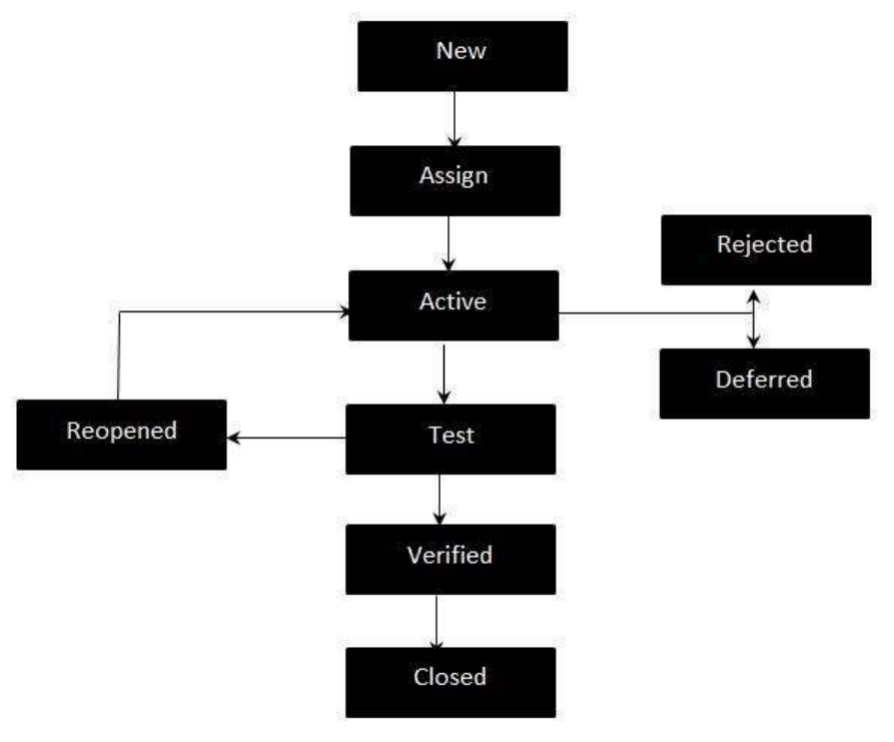 New
Assign
Rejected
Active
Deferred
Reopened
Test
Verified
Closed